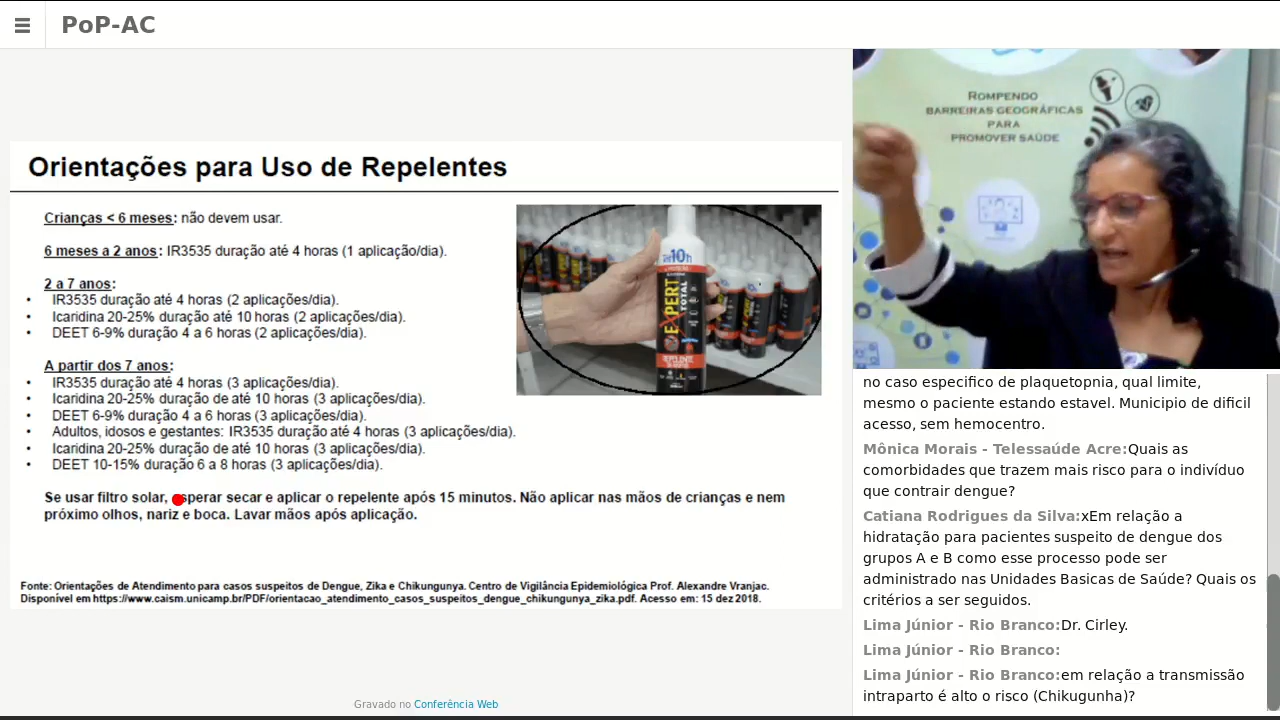 PoP-AC
Orientações para Uso de Repelentes
Crianças < 6 meses: não devem usar.
6 meses a 2 anos: IR3535 duração até 4 horas (1 aplicação/dia).
2 a 7 anos:
• IR3535 duração até 4 horas (2 aplicações/dia).
• Icaridina 20-25% duração até 10 horas (2 aplicações/dia).
• DEET 6-9% duração 4 a 6 horas (2 aplicações/dia).
A partir dos 7 anos:
• IR3535 duração até 4 horas (3 aplicações/dia).
• Icaridina 20-25% duração de até 10 horas (3 aplicações/dia).
• DEET 6-9% duração 4 a 6 horas (3 aplicações/dia).
• Adultos, idosos e gestantes: IR3535 duração até 4 horas (3 aplicações/dia).
• Icaridina 20-25% duração de até 10 horas (3 aplicações/dia).
• DEET 10-15% duração 6 a 8 horas (3 aplicações/dia).
Se usar filtro solar, esperar secar e aplicar o repelente após 15 minutos. Não aplicar nas mãos de crianças e nem
próximo olhos, nariz e boca. Lavar mãos após aplicação.
Fonte: Orientações de Atendimento para casos suspeitos de Dengue, Zika e Chikungunya. Centro de Vigilância Epidemiológica Prof. Alexandre Vranjac.
Disponível em https://www.caism.unicamp.br/PDF/orientacao_atendimento_casos_suspeitos_dengue_chikungunya_zika.pdf. Acesso em: 15 dez 2018.
10h
EXPERT
TOTAL
REPELENTE
Gravado no Conferência Web
ROMPENDO
BARREIRAS GEOGRÁFICAS
PARA
PROMOVER SAÚDE
no caso especifico de plaquetopnia, qual limite,
mesmo o paciente estando estavel. Municipio de dificil
acesso, sem hemocentro.
Mônica Morais - Telessaúde Acre:Quais as
comorbidades que trazem mais risco para o indivíduo
que contrair dengue?
Catiana Rodrigues da Silva:xEm relação a
hidratação para pacientes suspeito de dengue dos
grupos A e B como esse processo pode ser
administrado nas Unidades Basicas de Saúde? Quais os
critérios a ser seguidos.
Lima Júnior - Rio Branco:Dr. Cirley.
Lima Júnior - Rio Branco:
Lima Júnior - Rio Branco:em relação a transmissão
intraparto é alto o risco (Chikugunha)?